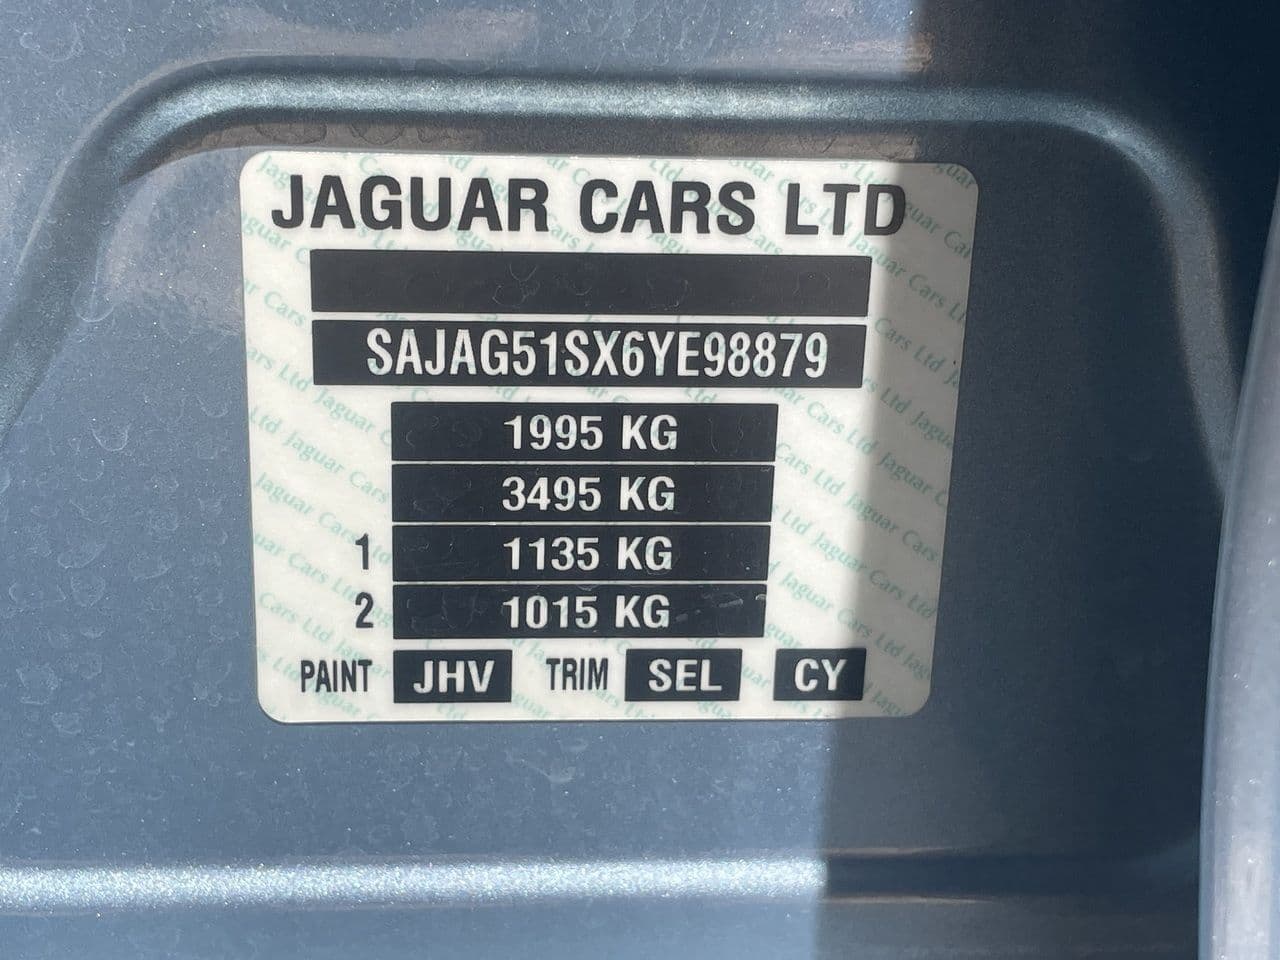 JAGUAR CARS LTD
SAJAG51SX6YE98879
1995 KG
3495 KG
1 1135 KG
2 1015 KG
PAINT JHV TRIM SEL CY